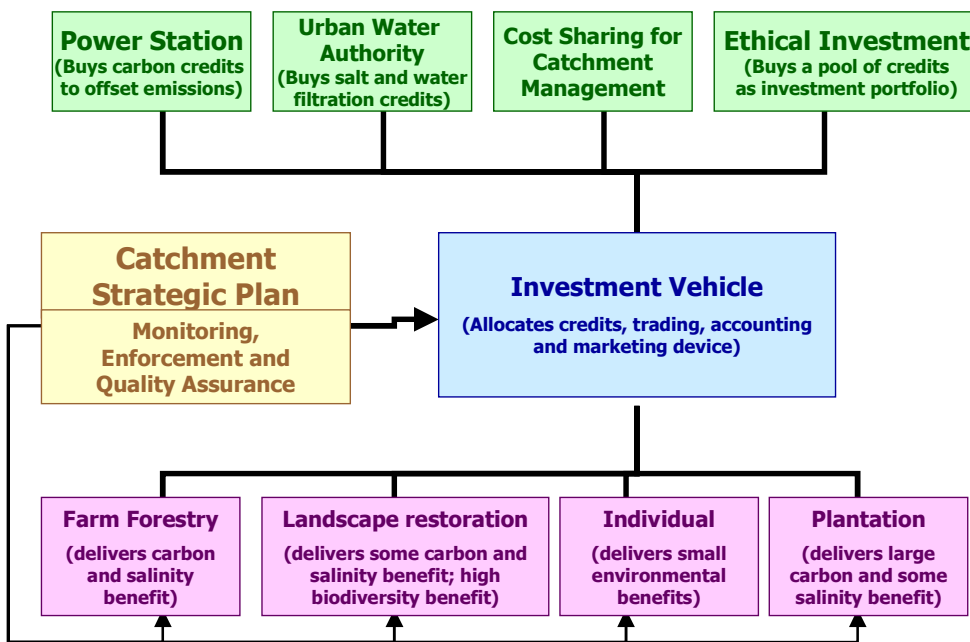 Power Station
(Buys carbon credits
to offset emissions)
Urban Water
Authority
(Buys salt and water
filtration credits)
Cost Sharing for
Catchment
Management
Ethical Investment
(Buys a pool of credits
as investment portfolio)
Catchment
Strategic Plan
Monitoring,
Enforcement and
Quality Assurance
Investment Vehicle
(Allocates credits, trading, accounting
and marketing device)
Farm Forestry
(delivers carbon
and salinity
benefit)
Landscape restoration
(delivers some carbon and
salinity benefit; high
biodiversity benefit)
Individual
(delivers small
environmental
benefits)
Plantation
(delivers large
carbon and some
salinity benefit)